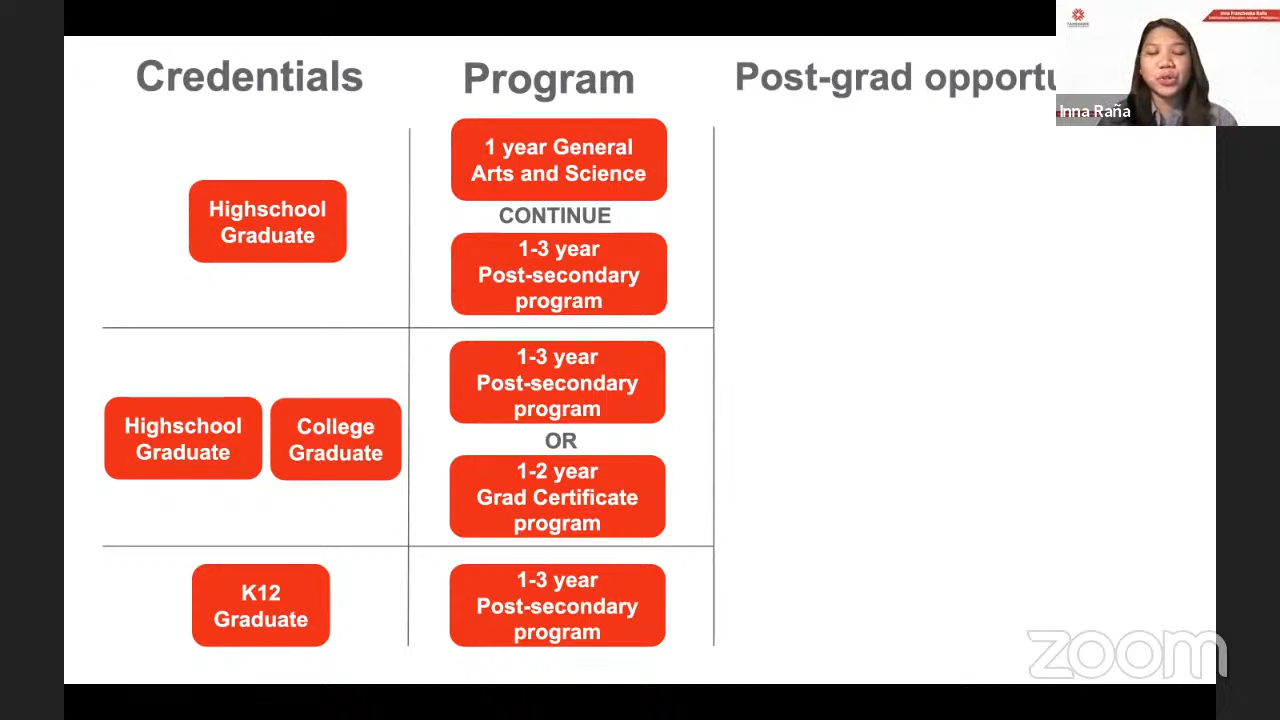 Credentials
Program
Post-grad opportu
Inna Raña
Highschool
Graduate
1 year General
Arts and Science
CONTINUE
1-3 year
Post-secondary
program
Highschool
Graduate
College
Graduate
1-3 year
Post-secondary
program
OR
1-2 year
Grad Certificate
program
K12
Graduate
1-3 year
Post-secondary
program
zoom